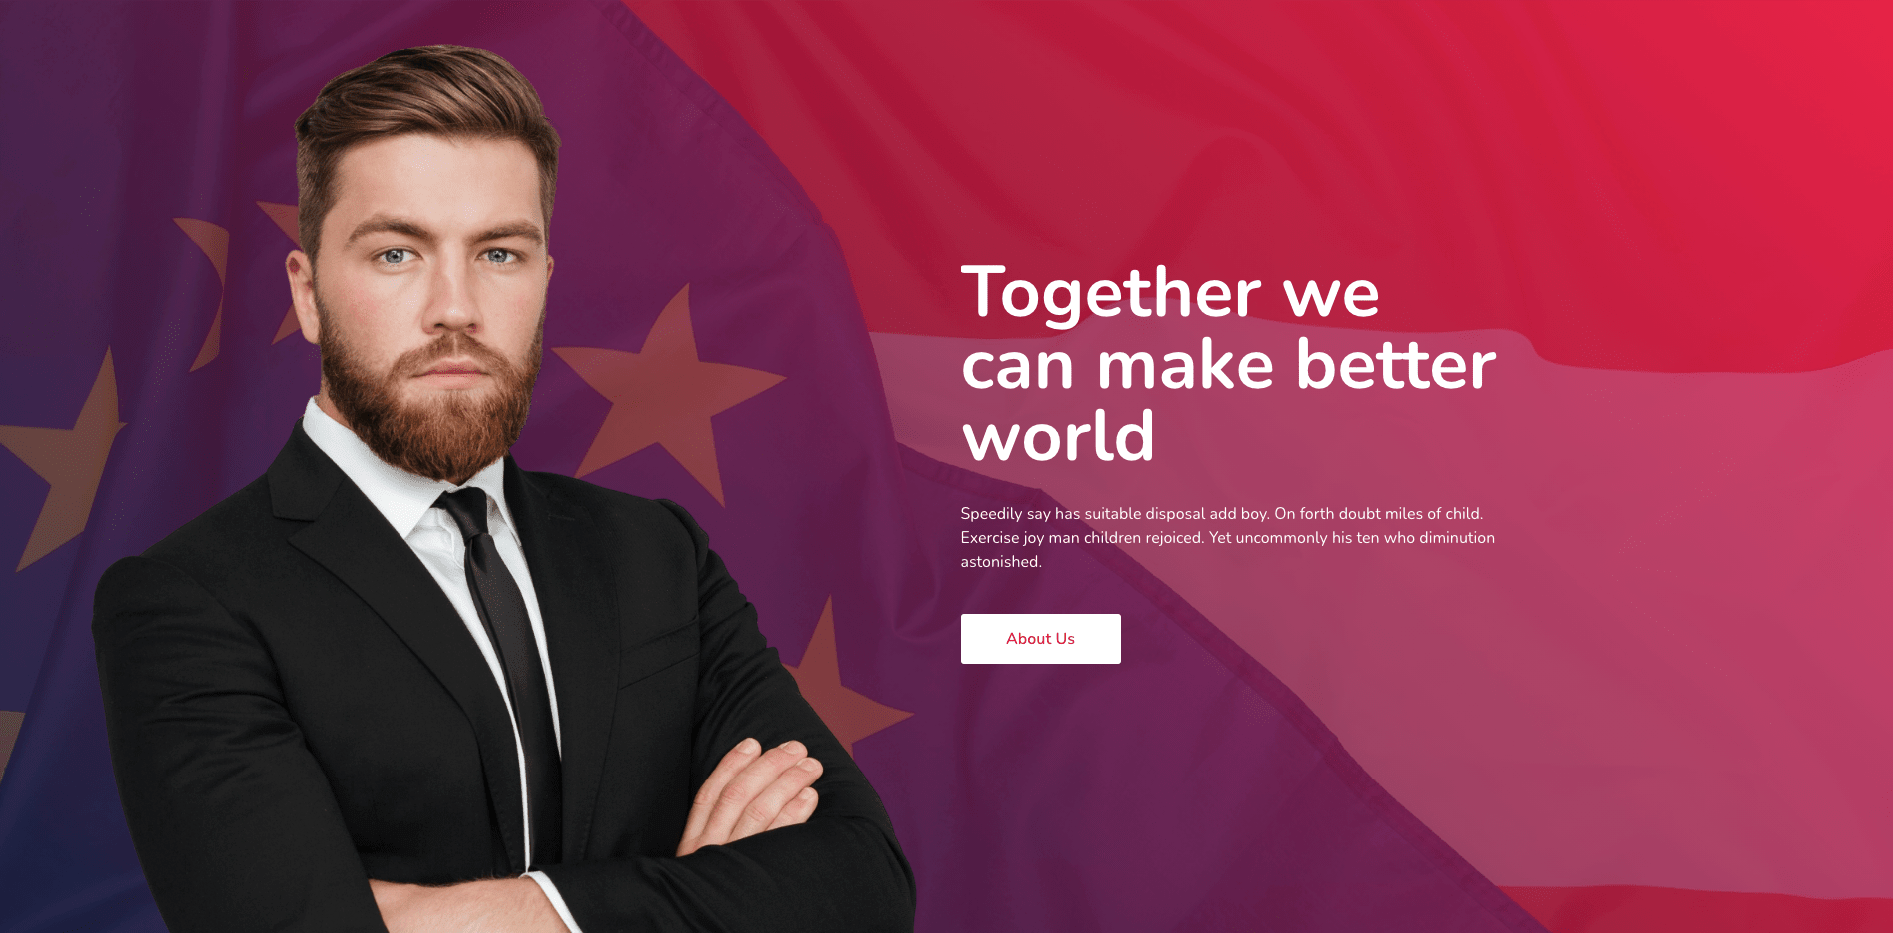 Together we
can make better
world
Speedily say has suitable disposal add boy. On forth doubt miles of child.
Exercise joy man children rejoiced. Yet uncommonly his ten who diminution
astonished.
About Us